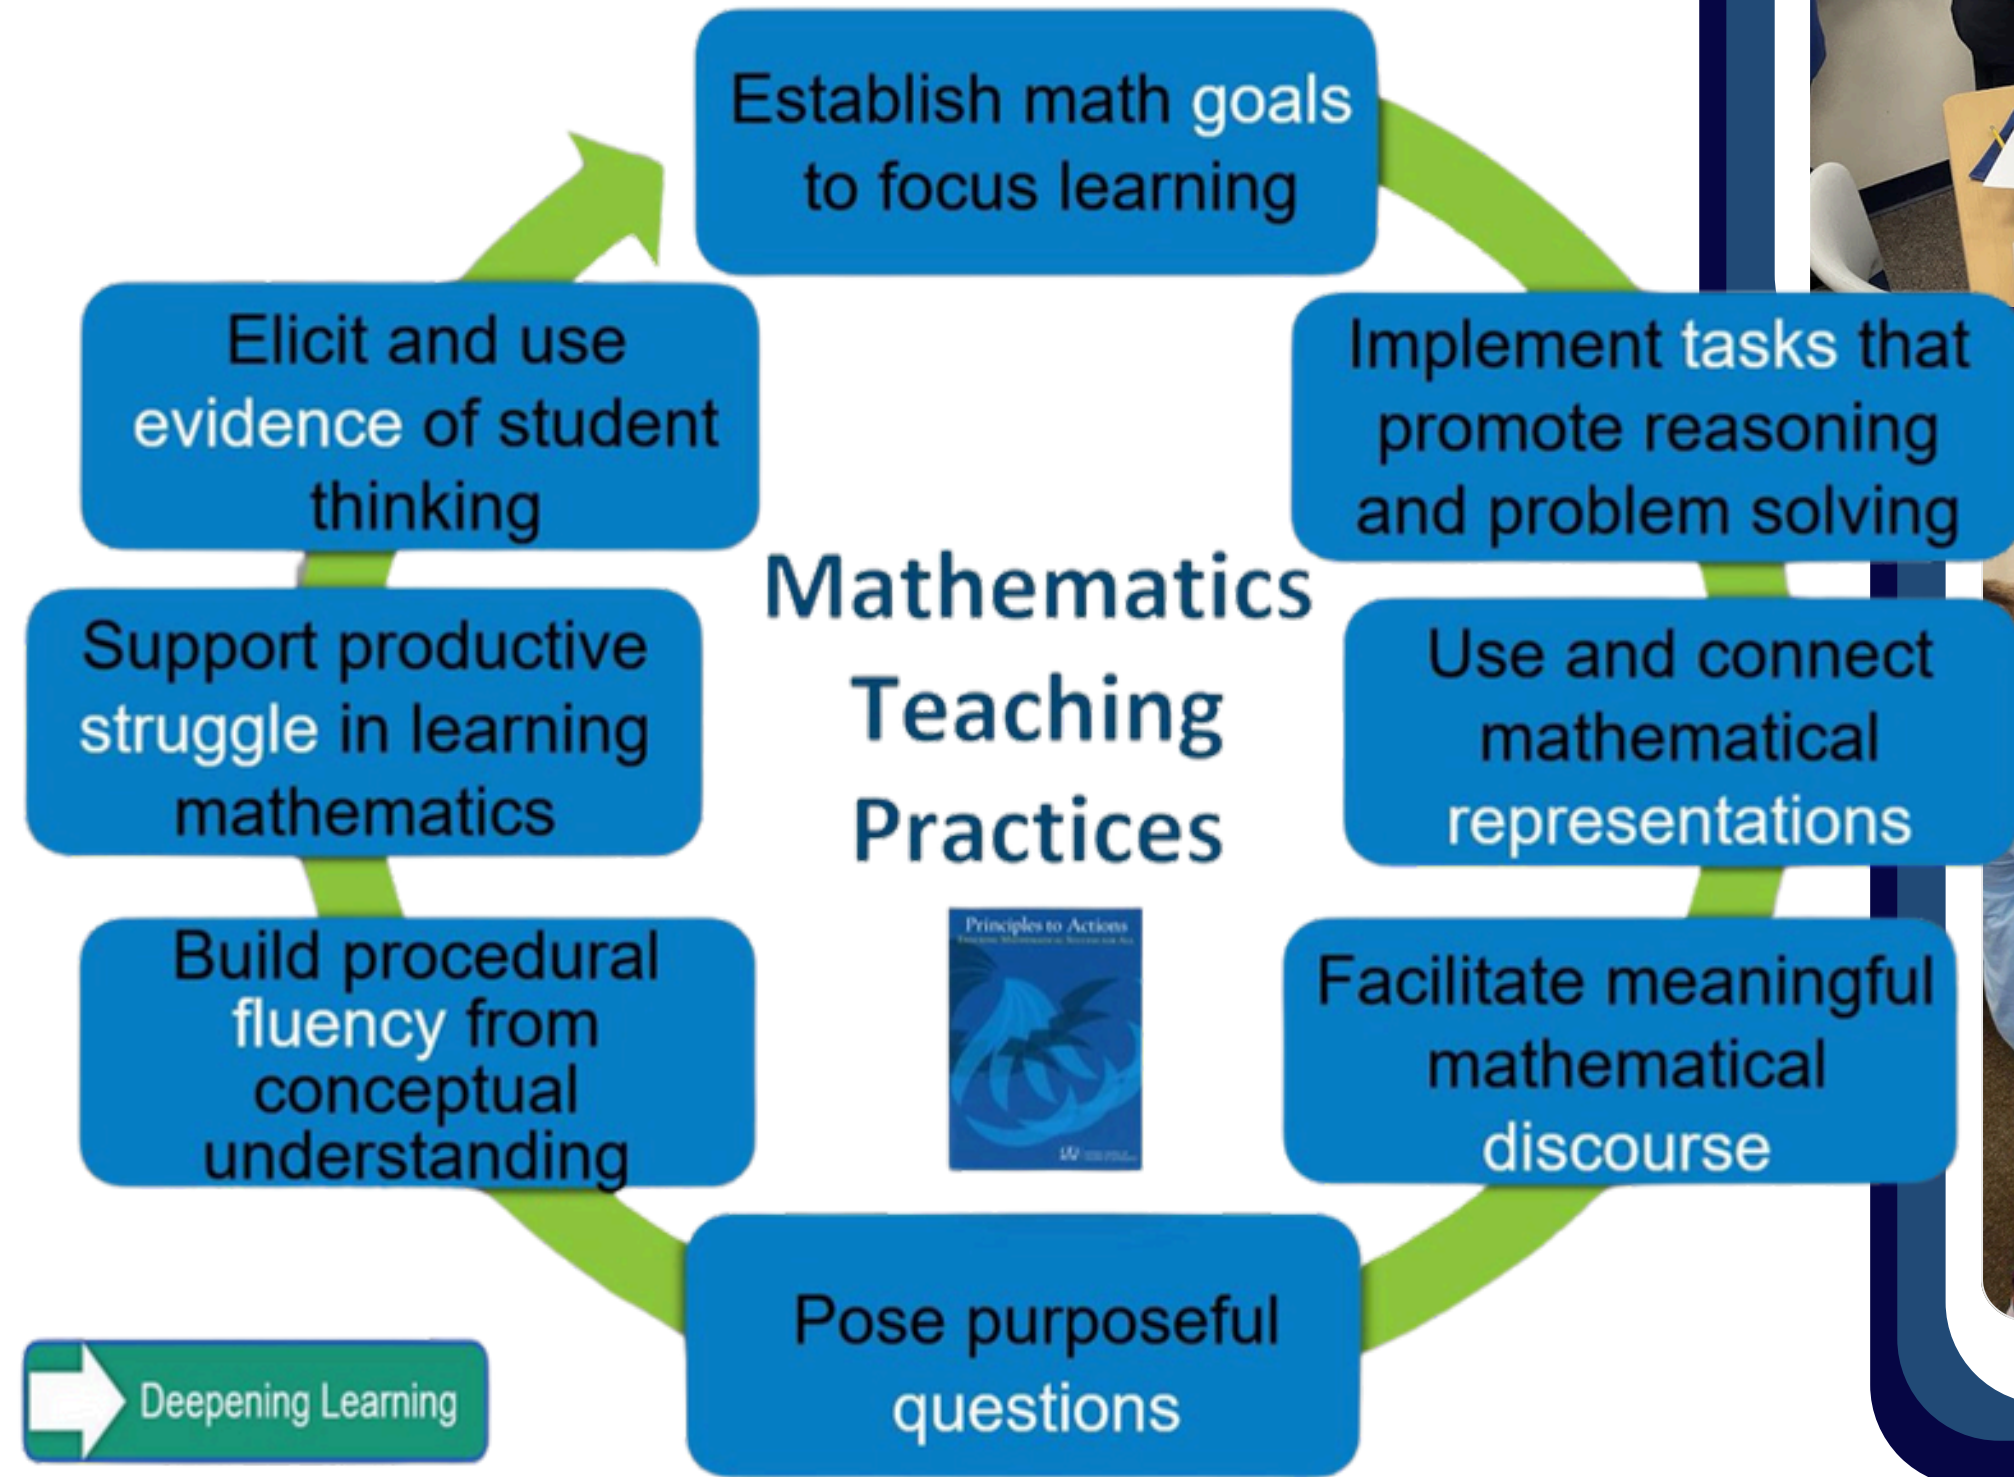 Establish math goals
to focus learning
Implement tasks that
promote reasoning
and problem solving
Use and connect
mathematical
representations
Facilitate meaningful
mathematical
discourse
Pose purposeful
questions
Build procedural
fluency from
conceptual
understanding
Support productive
struggle in learning
mathematics
Elicit and use
evidence of student
thinking
Mathematics
Teaching
Practices
Principles to Actions
Deepening Learning